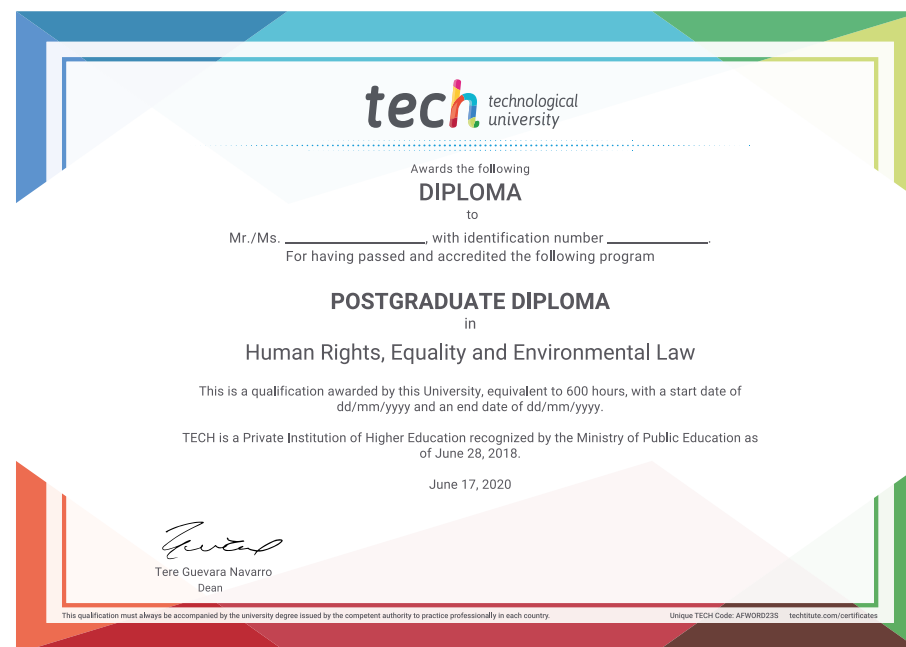 tech technological
university
Awards the following
DIPLOMA
to
Mr./Ms. ____________________, with identification number ______________.
For having passed and accredited the following program
POSTGRADUATE DIPLOMA
in
Human Rights, Equality and Environmental Law
This is a qualification awarded by this University, equivalent to 600 hours, with a start date of
dd/mm/yyyy and an end date of dd/mm/yyyy.
TECH is a Private Institution of Higher Education recognized by the Ministry of Public Education as
of June 28, 2018.
June 17, 2020
Tere Guevara Navarro
Dean
This qualification must always be accompanied by the university degree issued by the competent authority to practice professionally in each country.
Unique TECH Code: AFWORD23S techtitute.com/certificates